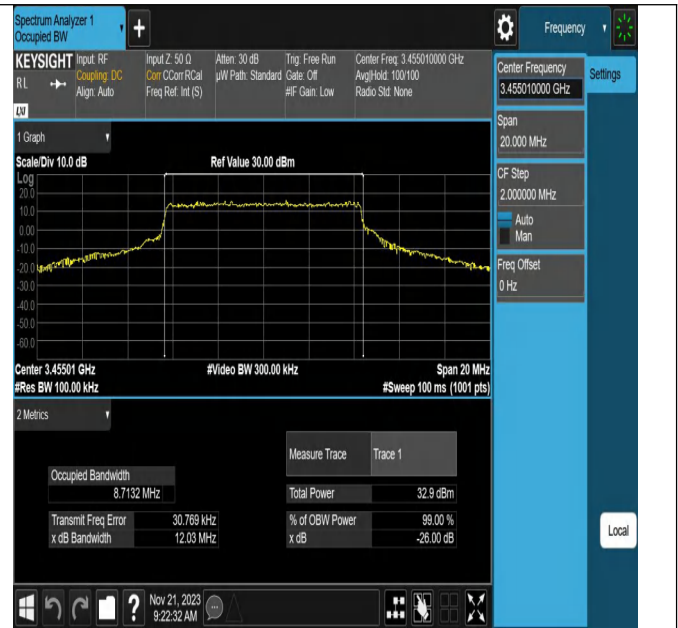 Spectrum Analyzer 1
Occupied BW
+
Frequency
KEYSIGHT
RL
LXI
Input: RF
Coupling: DC
Align: Auto
Input Z: 50 Ω
Corr CCorr RCal
Freq Ref: Int (S)
Atten: 30 dB
µW Path: Standard
Trig: Free Run
Gate: Off
#IF Gain: Low
Center Freq: 3.455010000 GHz
Avg|Hold: 100/100
Radio Std: None
Center Frequency
3.455010000 GHz
Settings
Span
20.000 MHz
CF Step
2.000000 MHz
Auto
Man
Freq Offset
0 Hz
1 Graph
Scale/Div 10.0 dB
Ref Value 30.00 dBm
Log
20.0
10.0
0.00
-10.0
-20.0
-30.0
-40.0
-50.0
-60.0
Center 3.45501 GHz
#Video BW 300.00 kHz
Span 20 MHz
#Res BW 100.00 kHz
#Sweep 100 ms (1001 pts)
2 Metrics
Measure Trace Trace 1
Occupied Bandwidth
8.7132 MHz
Total Power 32.9 dBm
Transmit Freq Error 30.769 kHz
% of OBW Power 99.00 %
x dB Bandwidth 12.03 MHz
x dB -26.00 dB
Local
?
Nov 21, 2023
9:22:32 AM